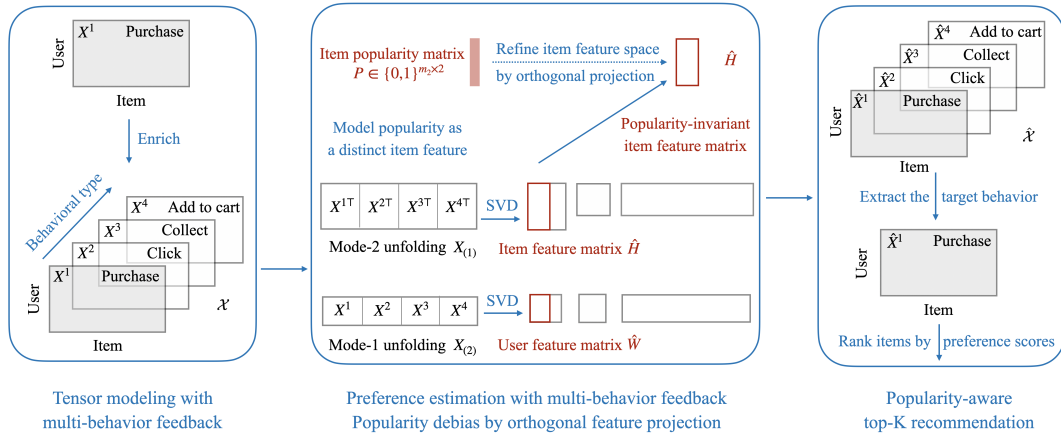 X¹ Purchase
User
Item
Enrich
Behavioral type
X⁴ Add to cart
X³ Collect
X² Click
X¹ Purchase
User
𝒳
Item
Tensor modeling with
multi-behavior feedback
Item popularity matrix
P ∈ {0,1}^{m₂×2}
Refine item feature space
by orthogonal projection
Ĥ
Model popularity as
a distinct item feature
Popularity-invariant
item feature matrix
X^{1⊤} X^{2⊤} X^{3⊤} X^{4⊤}
SVD
Mode-2 unfolding X₍₁₎
Item feature matrix Ĥ
X¹ X² X³ X⁴
SVD
Mode-1 unfolding X₍₂₎
User feature matrix Ŵ
Preference estimation with multi-behavior feedback
Popularity debias by orthogonal feature projection
X̂⁴ Add to cart
X̂³ Collect
X̂² Click
X̂¹ Purchase
User
𝒳̂
Item
Extract the target behavior
X̂¹ Purchase
User
Item
Rank items by preference scores
Popularity-aware
top-K recommendation